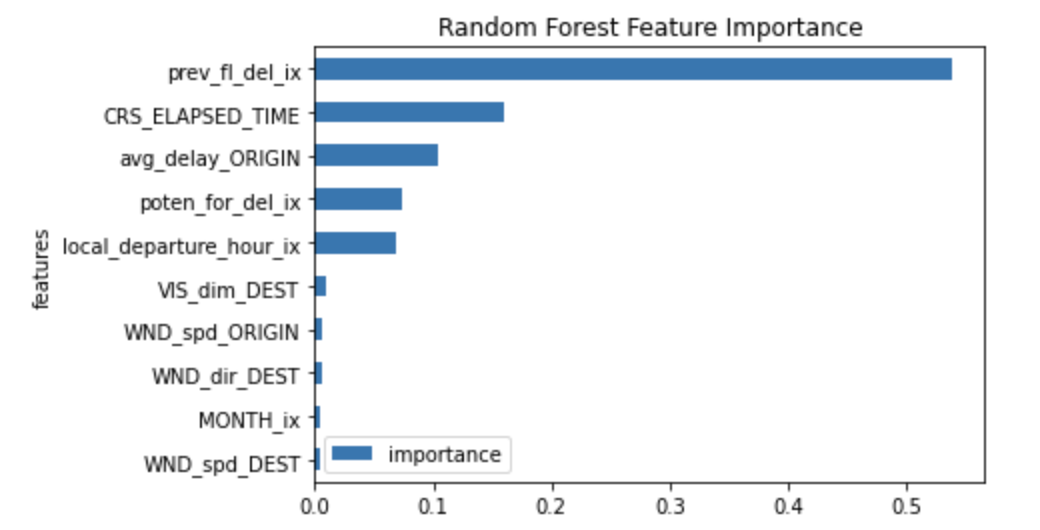 Random Forest Feature Importance
prev_fl_del_ix
CRS_ELAPSED_TIME
avg_delay_ORIGIN
poten_for_del_ix
local_departure_hour_ix
VIS_dim_DEST
WND_spd_ORIGIN
WND_dir_DEST
MONTH_ix
WND_spd_DEST
features
importance
0.0 0.1 0.2 0.3 0.4 0.5